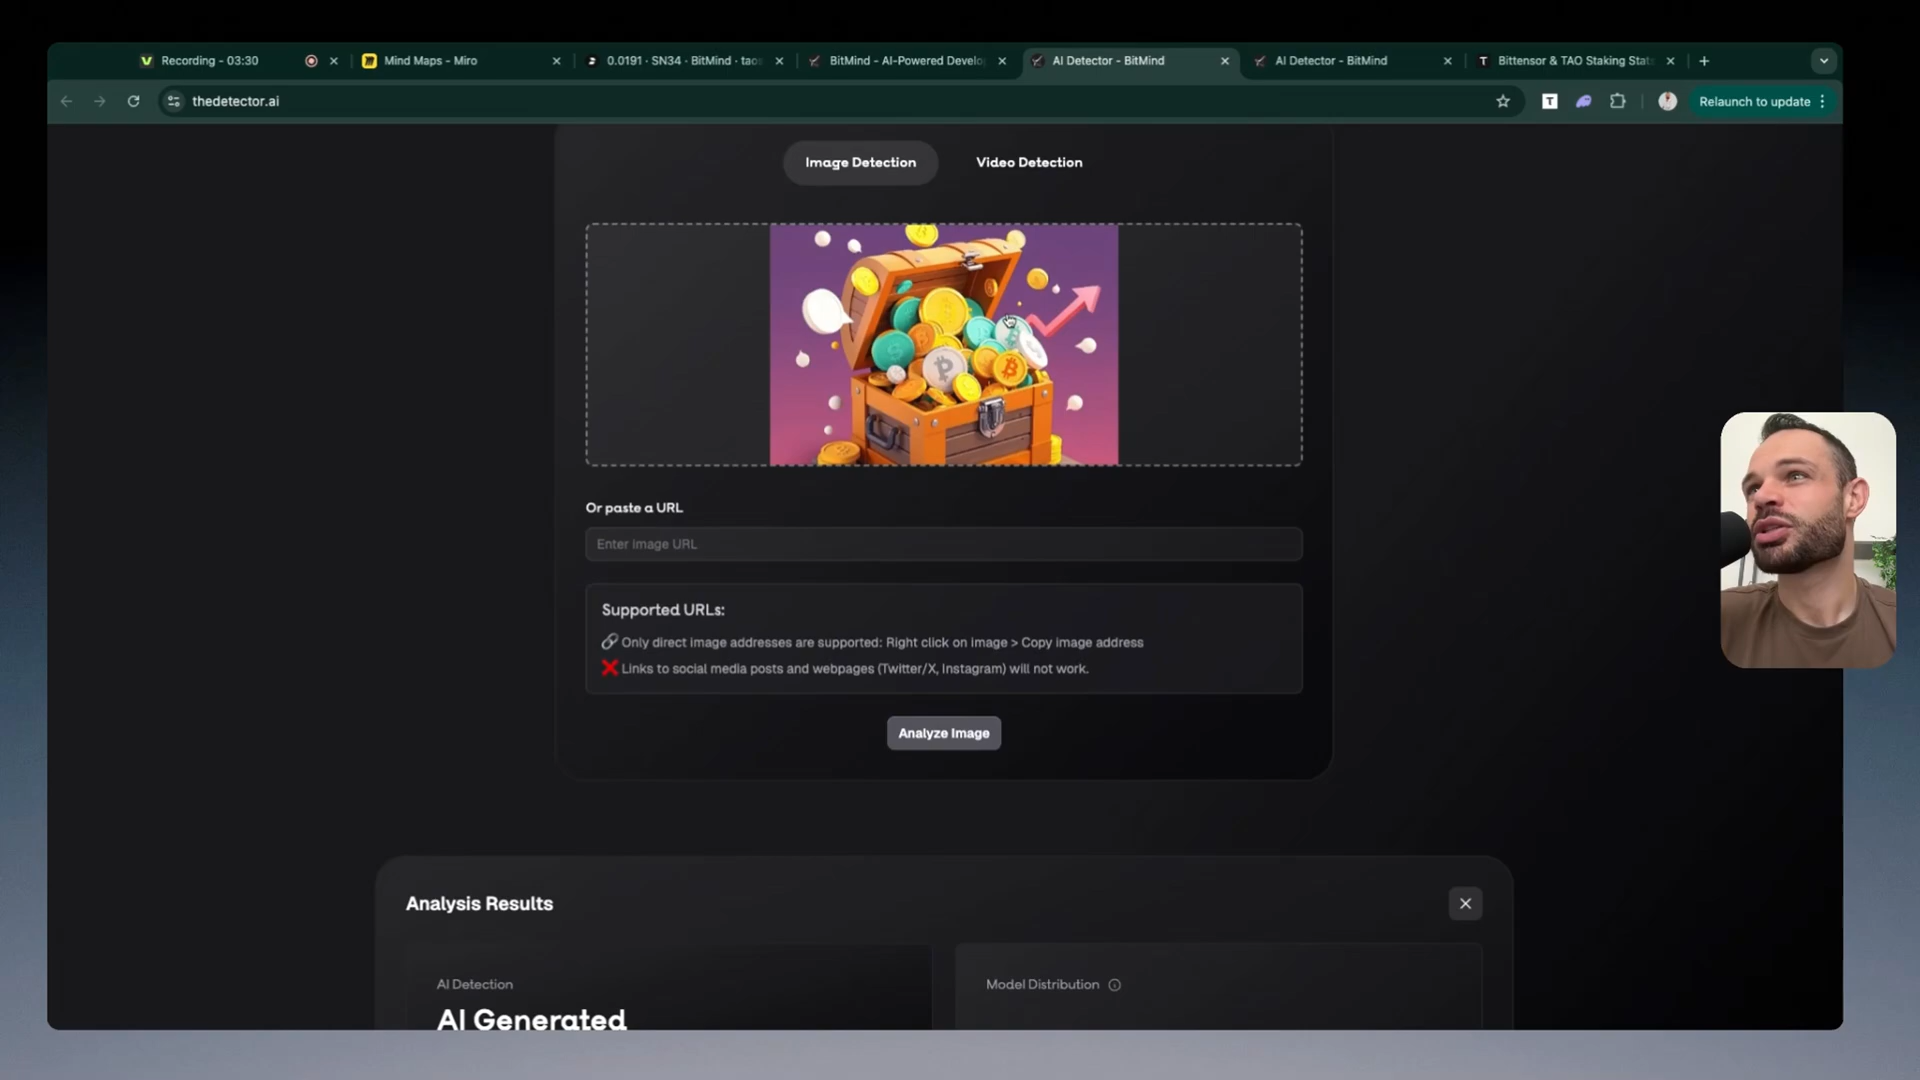 Recording - 03:30
Mind Maps - Miro
0.0191 · SN34 · BitMind · tao
BitMind - AI-Powered Develo
AI Detector - BitMind
AI Detector - BitMind
T Bittensor & TAO Staking Stat
thedetector.ai
T
Relaunch to update
Image Detection
Video Detection
Or paste a URL
Enter Image URL
Supported URLs:
Only direct image addresses are supported: Right click on image > Copy image address
Links to social media posts and webpages (Twitter/X, Instagram) will not work.
Analyze Image
Analysis Results
AI Detection
Model Distribution
AI Generated